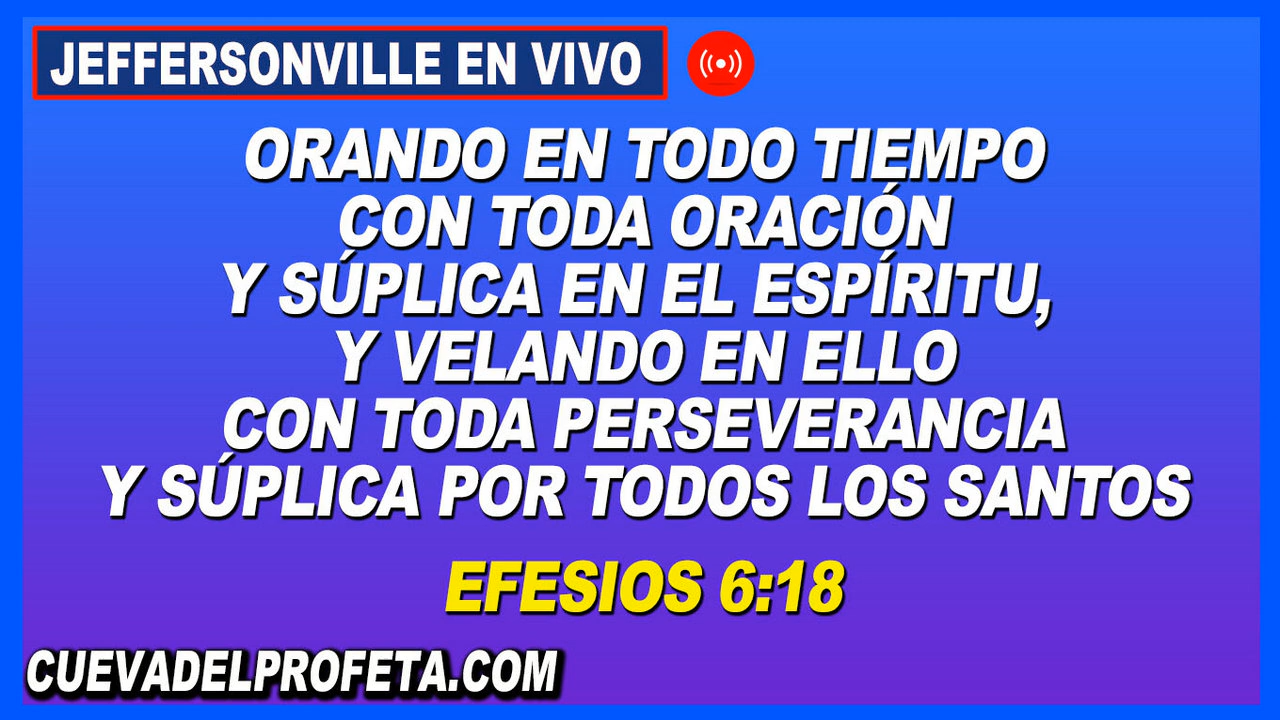 JEFFERSONVILLE EN VIVO
ORANDO EN TODO TIEMPO
CON TODA ORACIÓN
Y SÚPLICA EN EL ESPÍRITU,
Y VELANDO EN ELLO
CON TODA PERSEVERANCIA
Y SÚPLICA POR TODOS LOS SANTOS
EFESIOS 6:18
CUEVADELPROFETA.COM